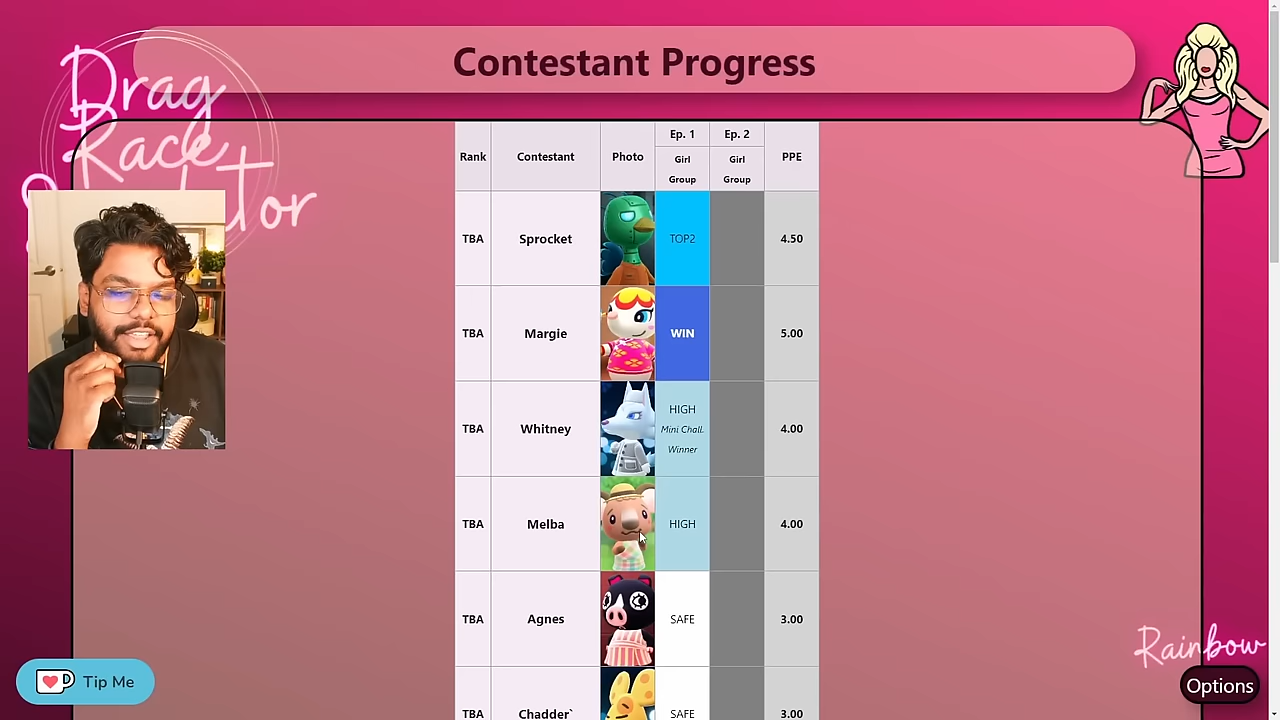 Contestant Progress
Drag
Race
tor
Rank Contestant Photo Ep. 1 Ep. 2 PPE
Girl Group Girl Group
TBA Sprocket TOP2 4.50
TBA Margie WIN 5.00
TBA Whitney HIGH Mini Chall. Winner 4.00
TBA Melba HIGH 4.00
TBA Agnes SAFE 3.00
TBA Chadder` SAFE 3.00
Rainbow
Tip Me
Options